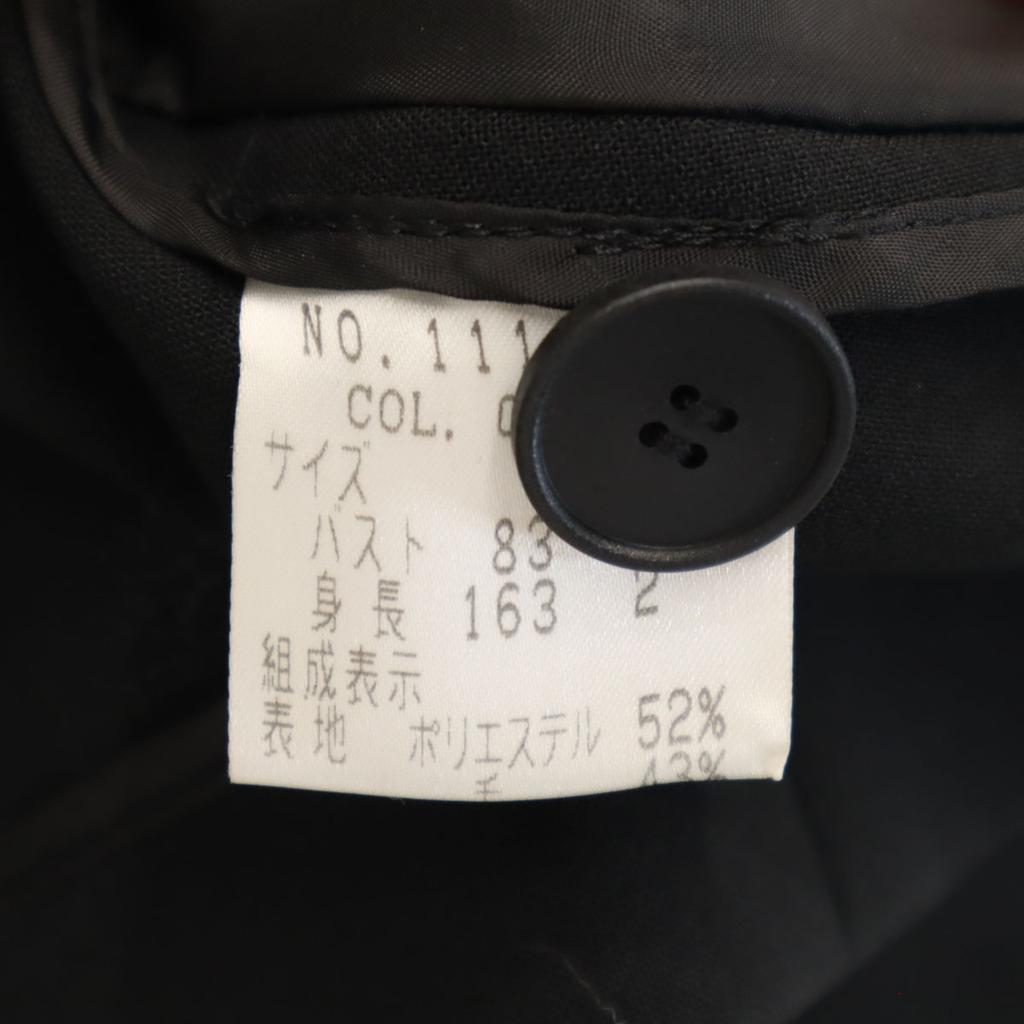 NO. 111
COL.
サイズ
バスト 83
身長 163 2
組成表示
表地 ポリエステル 52%
43%